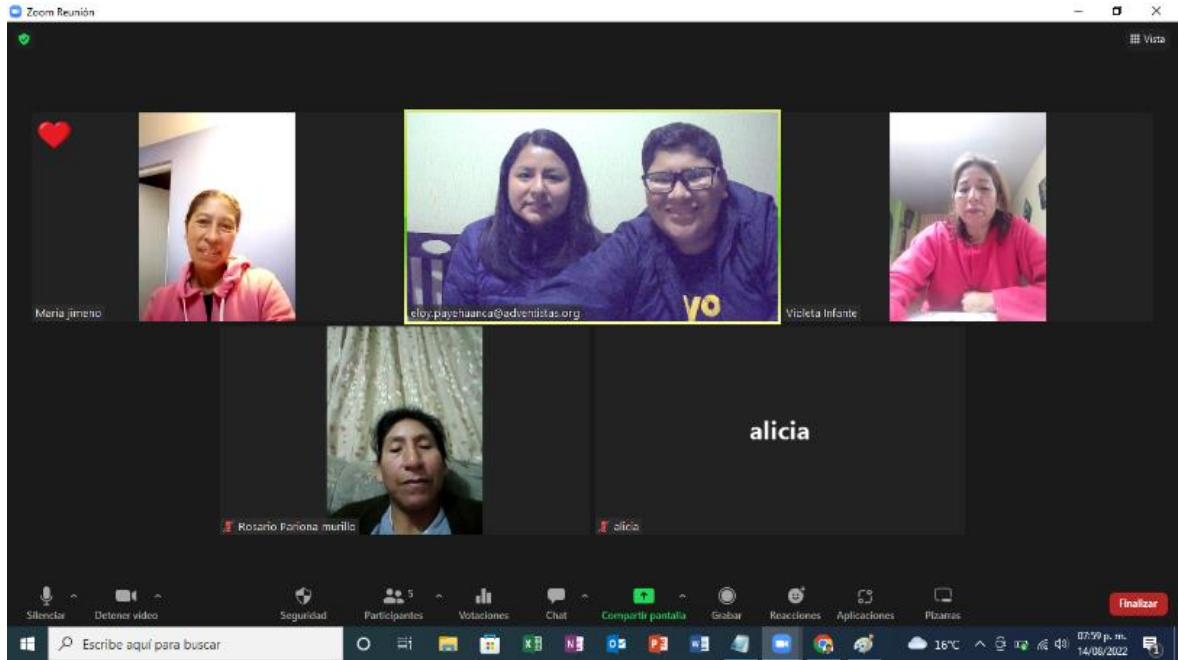 Zoom Reunión
Vista
Maria jimeno
eloy.payehuanca@adventistas.org
Violeta Infante
YO
Rosario Pariona murillo
alicia
alicia
Silenciar
Detener video
Seguridad
5
Participantes
Votaciones
Chat
Compartir pantalla
Grabar
Reacciones
Aplicaciones
Pizarras
Finalizar
Escribe aquí para buscar
16°C
07:59 p. m.
14/08/2022